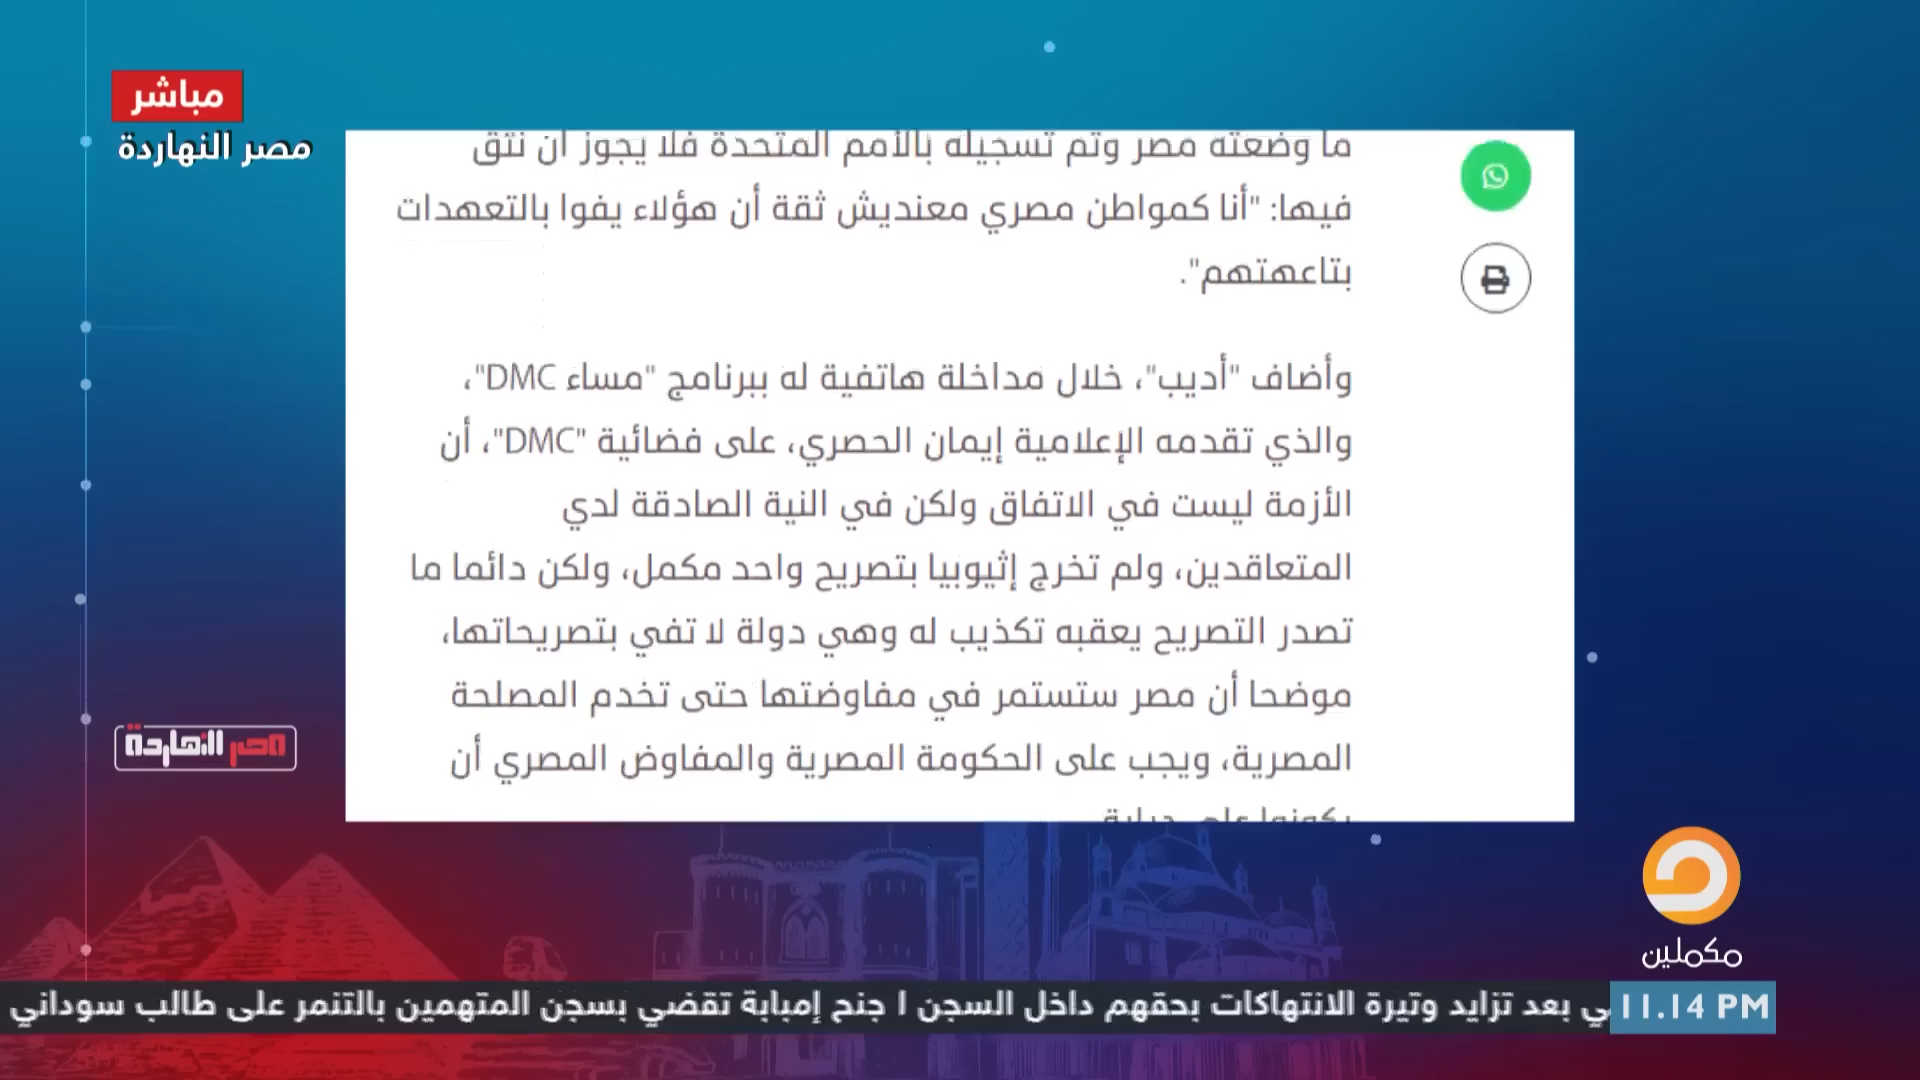 مباشر
مصر النهاردة
ما وضعته مصر وتم تسجيله بالأمم المتحدة فلا يجوز أن نثق
فيها: "أنا كمواطن مصري معنديش ثقة أن هؤلاء يفوا بالتعهدات
بتاعهتهم".
وأضاف "أديب"، خلال مداخلة هاتفية له ببرنامج "مساء DMC"،
والذي تقدمه الإعلامية إيمان الحصري، على فضائية "DMC"، أن
الأزمة ليست في الاتفاق ولكن في النية الصادقة لدي
المتعاقدين، ولم تخرج إثيوبيا بتصريح واحد مكمل، ولكن دائما ما
تصدر التصريح يعقبه تكذيب له وهي دولة لا تفي بتصريحاتها،
موضحا أن مصر ستستمر في مفاوضتها حتى تخدم المصلحة
المصرية، ويجب على الحكومة المصرية والمفاوض المصري أن
مصر النهاردة
مكملين
بعد تزايد وتيرة الانتهاكات بحقهم داخل السجن ا جنح إمبابة تقضي بسجن المتهمين بالتنمر على طالب سوداني
11.14 PM